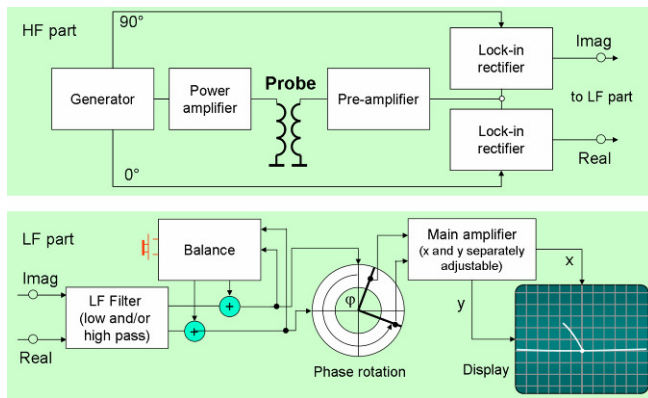 HF part
90°
Generator
Power
amplifier
Probe
Pre-amplifier
Lock-in
rectifier
Imag
to LF part
Lock-in
rectifier
Real
0°
LF part
Balance
Imag
LF Filter
(low and/or
high pass)
Real
+
+
φ
Phase rotation
Main amplifier
(x and y separately
adjustable)
x
y
Display